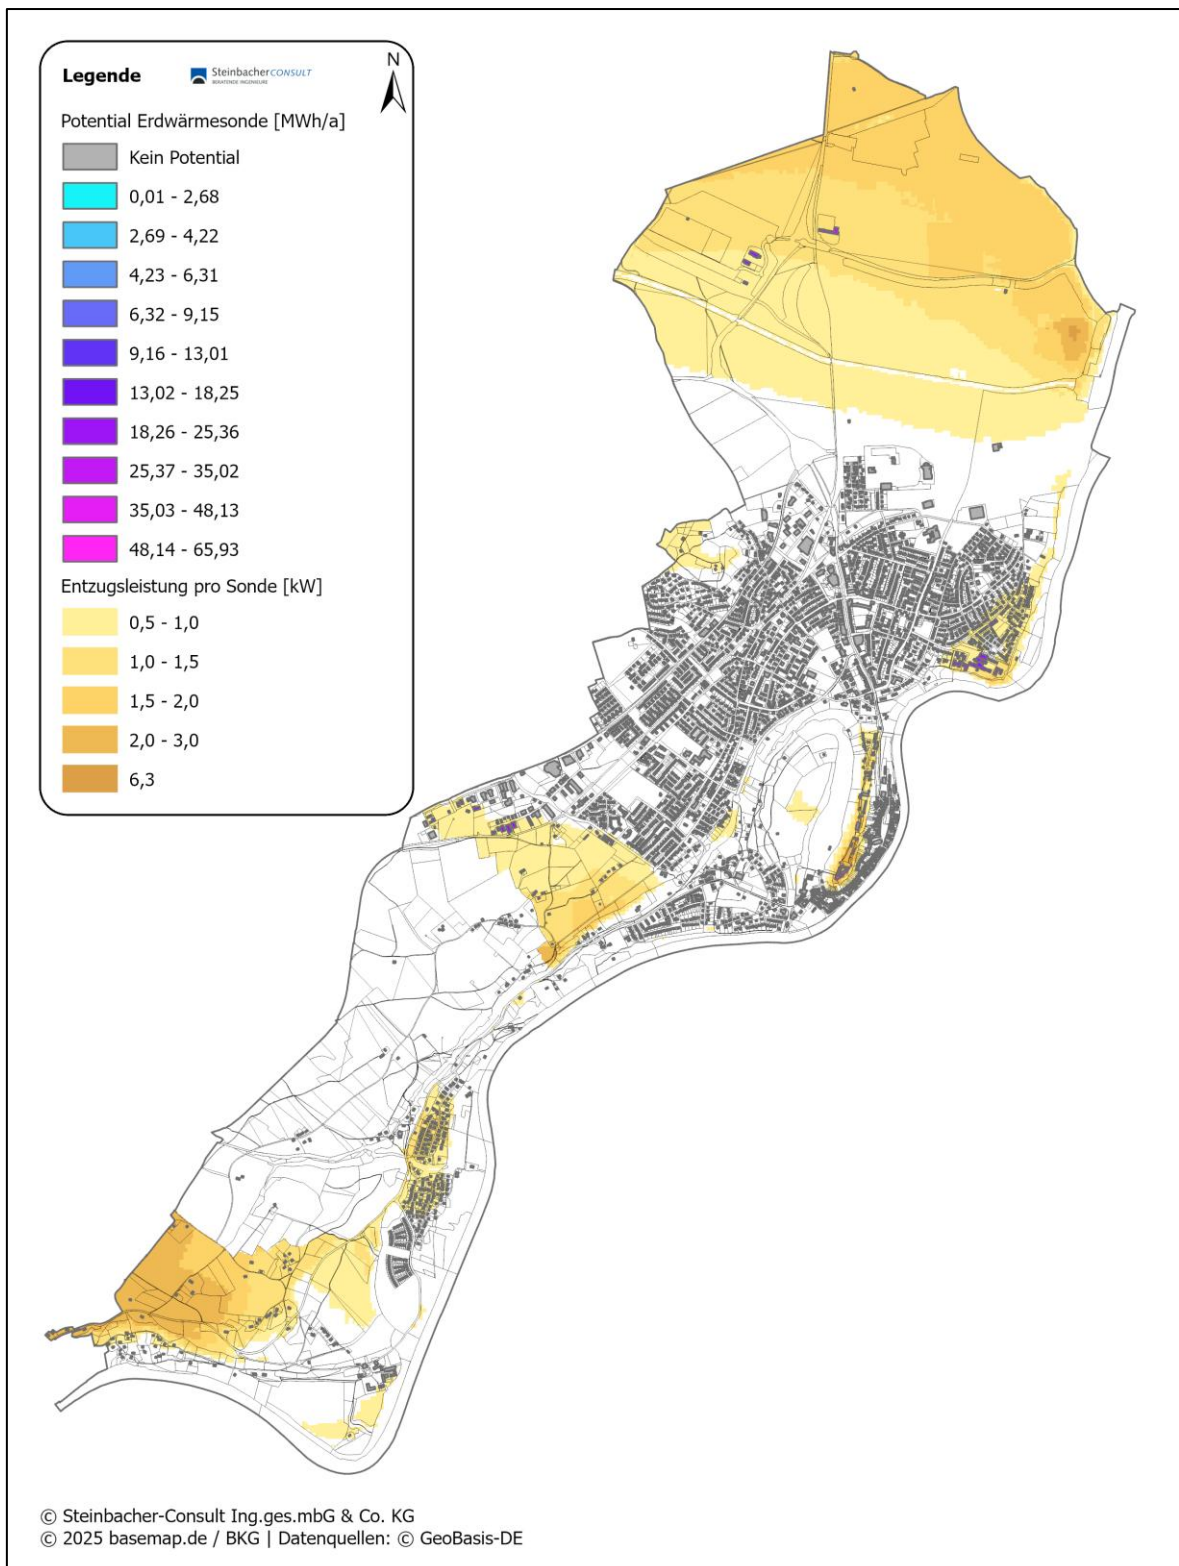 Legende
SteinbacherCONSULT
BERATENDE INGENIEURE
N
Potential Erdwärmesonde [MWh/a]
Kein Potential
0,01 - 2,68
2,69 - 4,22
4,23 - 6,31
6,32 - 9,15
9,16 - 13,01
13,02 - 18,25
18,26 - 25,36
25,37 - 35,02
35,03 - 48,13
48,14 - 65,93
Entzugsleistung pro Sonde [kW]
0,5 - 1,0
1,0 - 1,5
1,5 - 2,0
2,0 - 3,0
6,3
© Steinbacher-Consult Ing.ges.mbG & Co. KG
© 2025 basemap.de / BKG | Datenquellen: © GeoBasis-DE